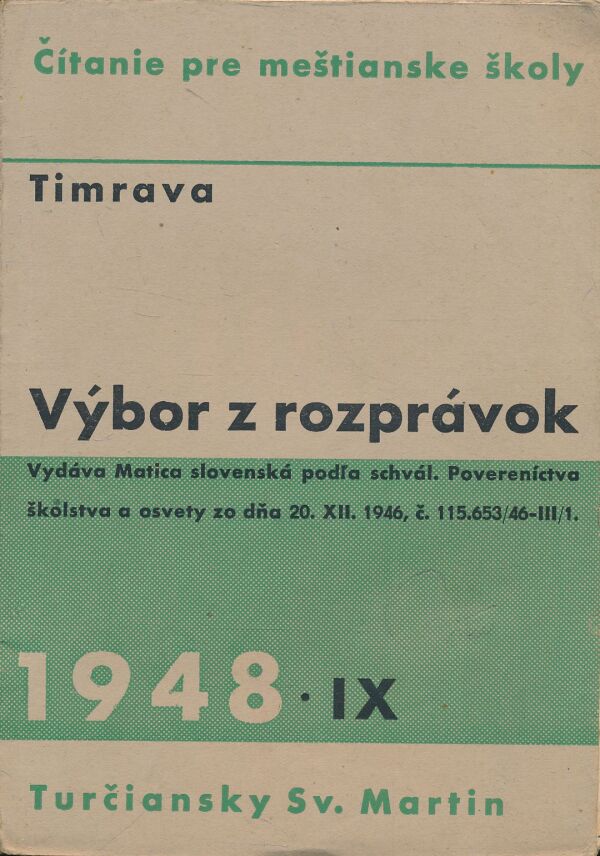 Čítanie pre meštianske školy
Timrava
Výbor z rozprávok
Vydáva Matica slovenská podľa schvál. Povereníctva
školstva a osvety zo dňa 20. XII. 1946, č. 115.653/46-III/1.
1948 · IX
Turčiansky Sv. Martin